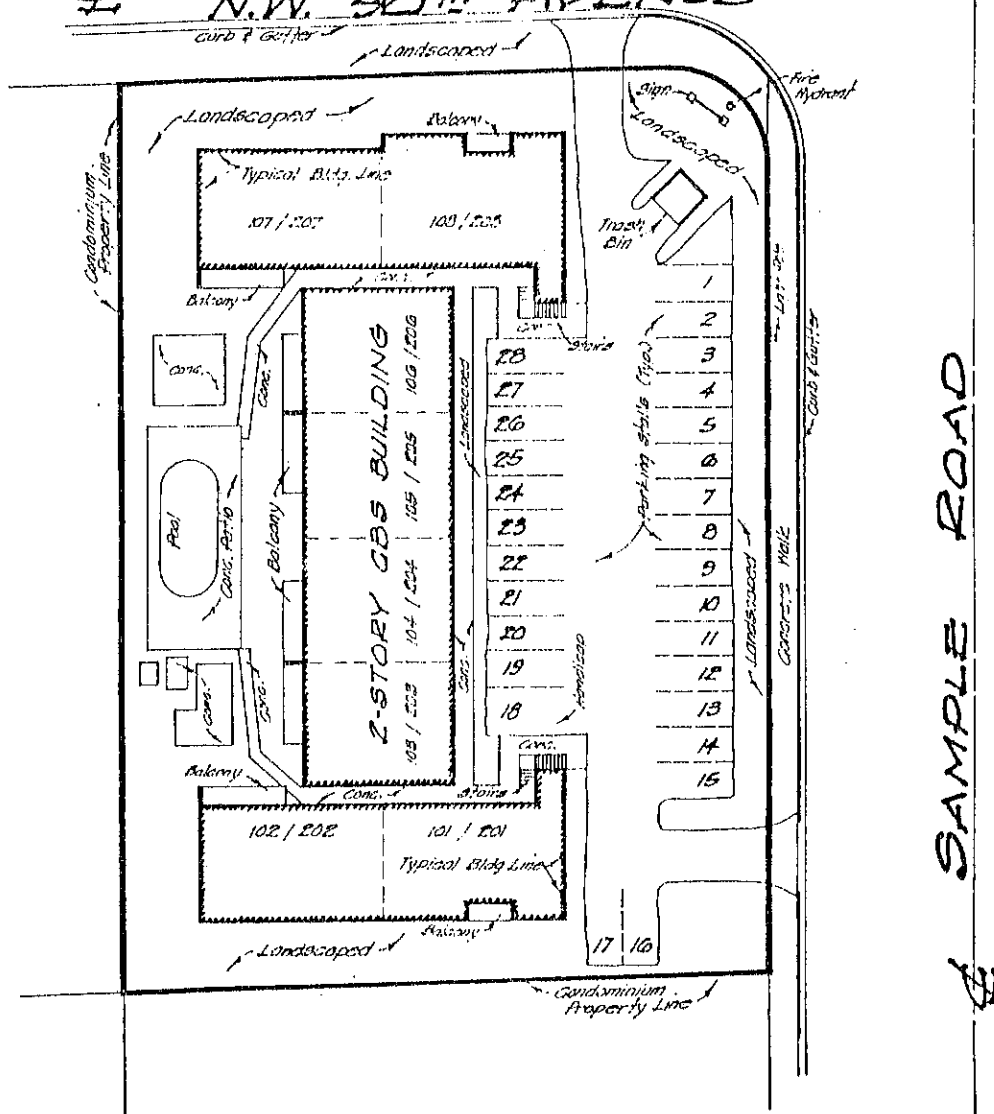 Curb & Gutter
Landscaped
Sign
Fire Hydrant
Landscaped
Landscaped
Balcony
Typical Bldg. Line
Condominium Property Line
107 / 207
108 / 208
Trash Bin
Balcony
Conc.
Stairs
Conc.
Conc.
Parking Stalls (Typ.)
Curb & Gutter
1
2
3
4
5
6
7
8
9
10
11
12
13
14
15
28
27
26
25
24
23
22
21
20
19
18
Landscaped
2-STORY CBS BUILDING
106 / 206
105 / 205
104 / 204
103 / 203
Balcony
Pool
Conc. Patio
Conc.
Conc.
Conc.
Handicap
Landscaped
Concrete Walk
SAMPLE ROAD
Conc.
Stairs
Balcony
Conc.
102 / 202
101 / 201
Typical Bldg Line
Balcony
Landscaped
17
16
Condominium
Property Line